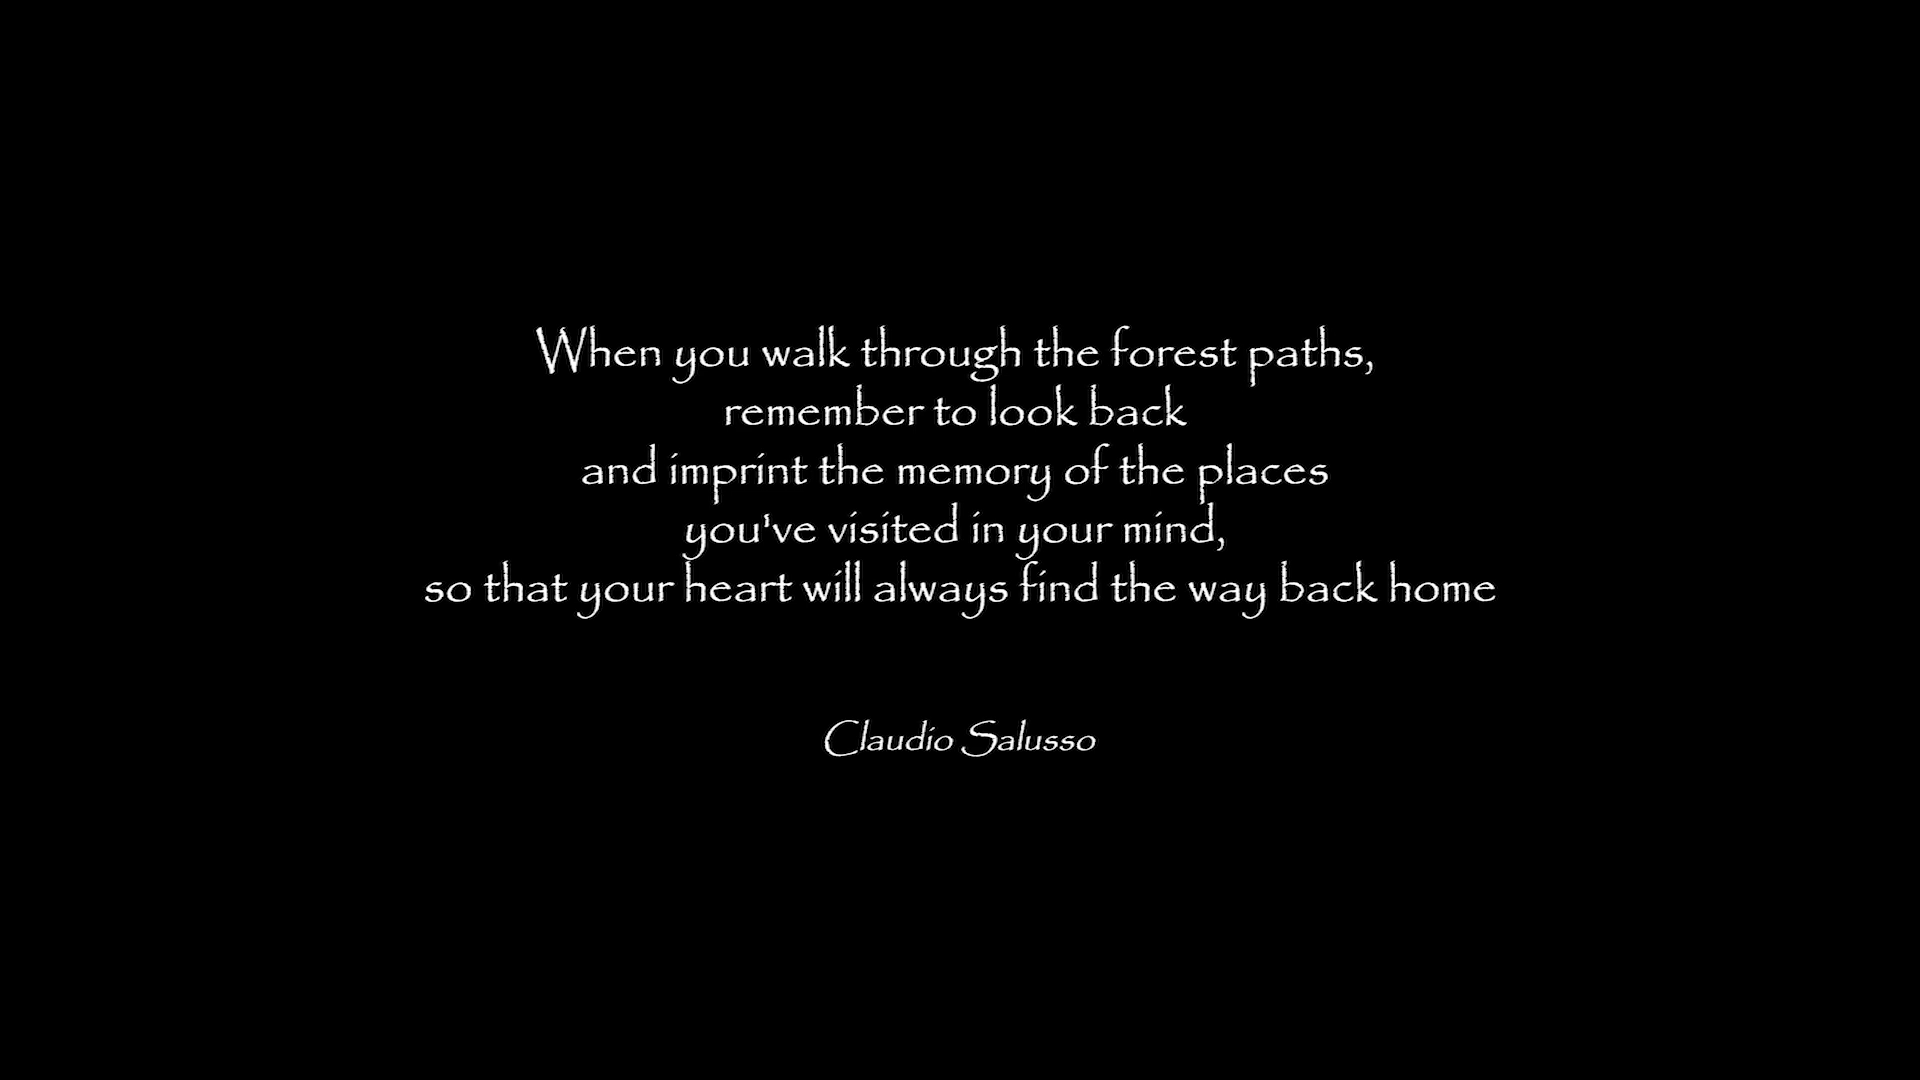 When you walk through the forest paths,
remember to look back
and imprint the memory of the places
you've visited in your mind,
so that your heart will always find the way back home
Claudio Salusso